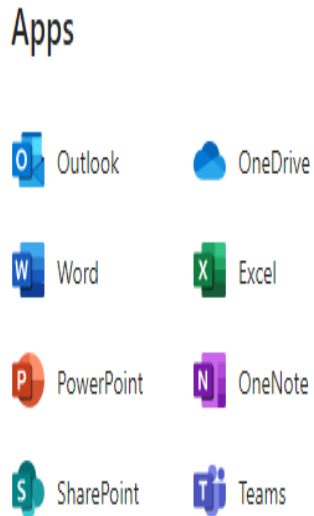 Apps
O Outlook OneDrive
W Word X Excel
P PowerPoint N OneNote
S SharePoint T Teams